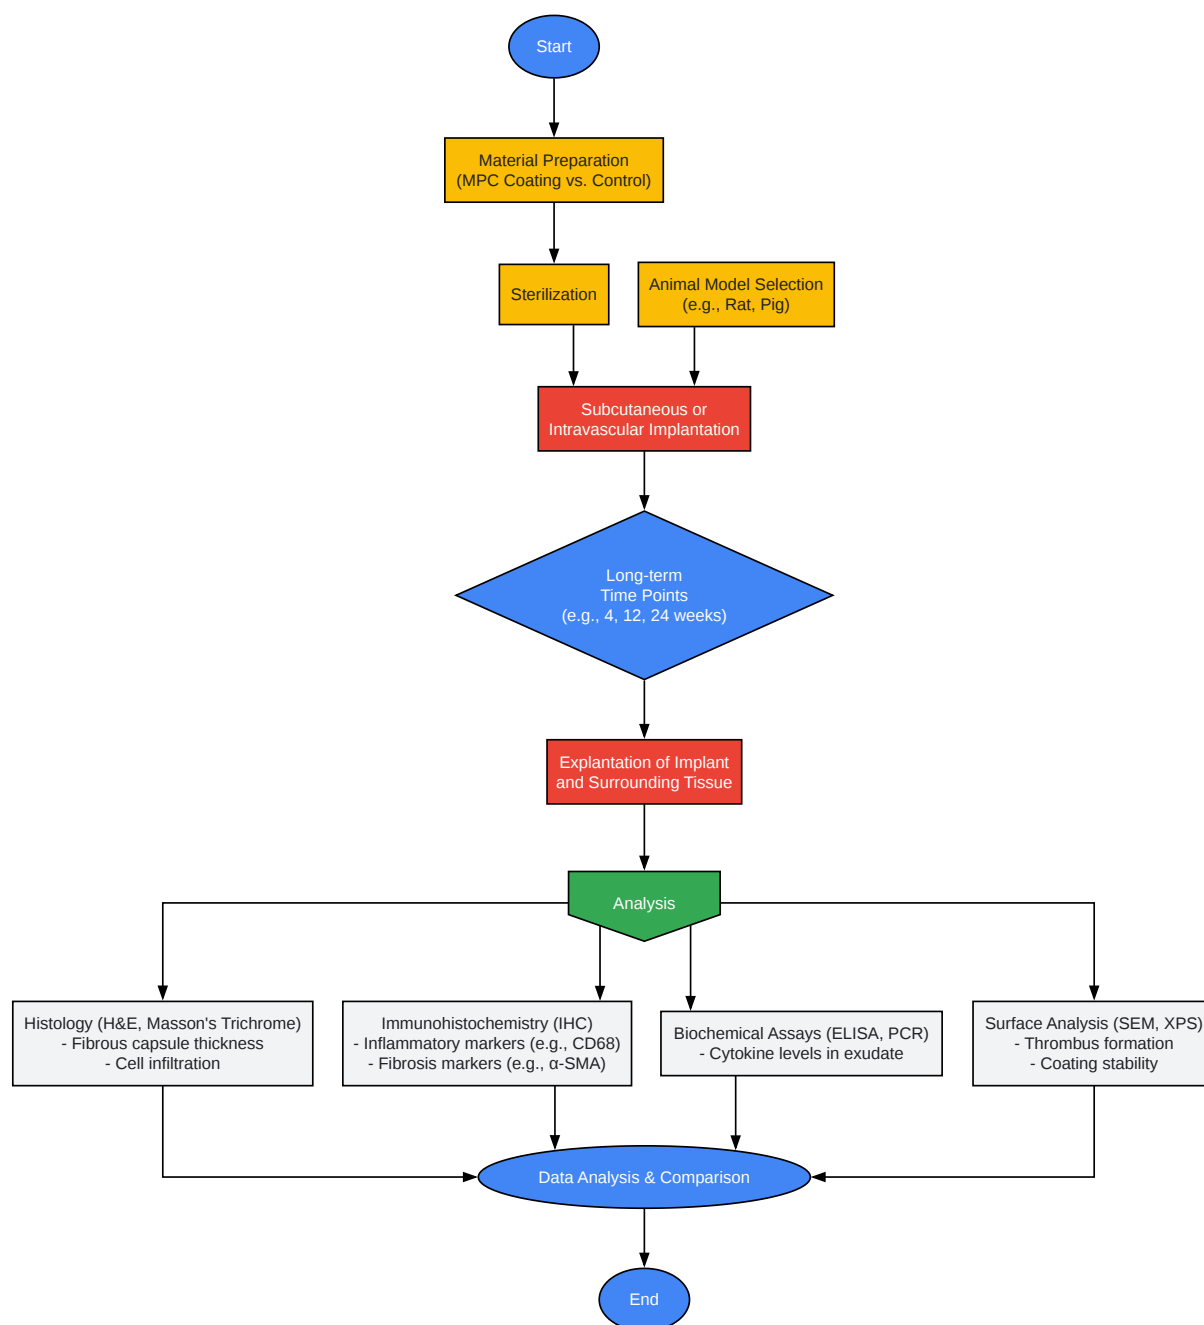 Start
Material Preparation
(MPC Coating vs. Control)
Sterilization
Animal Model Selection
(e.g., Rat, Pig)
Subcutaneous or
Intravascular Implantation
Long-term
Time Points
(e.g., 4, 12, 24 weeks)
Explantation of Implant
and Surrounding Tissue
Analysis
Histology (H&E, Masson's Trichrome)
- Fibrous capsule thickness
- Cell infiltration
Immunohistochemistry (IHC)
- Inflammatory markers (e.g., CD68)
- Fibrosis markers (e.g., α-SMA)
Biochemical Assays (ELISA, PCR)
- Cytokine levels in exudate
Surface Analysis (SEM, XPS)
- Thrombus formation
- Coating stability
Data Analysis & Comparison
End